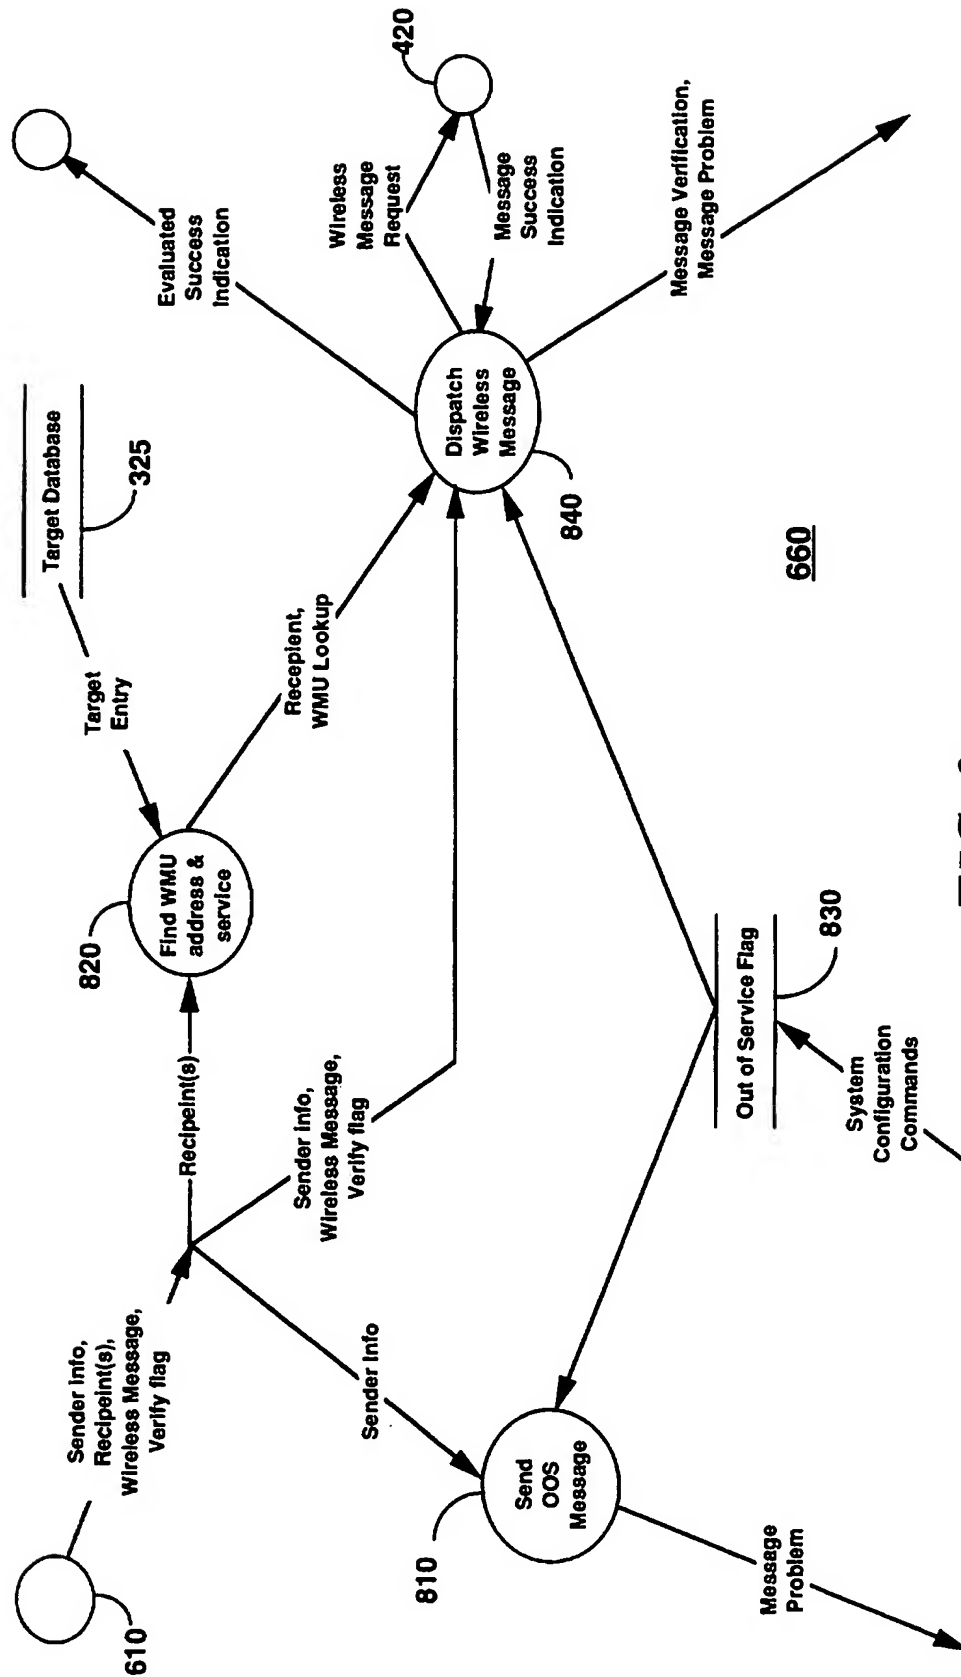 610
Sender Info,
Recipeint(s),
Wireless Message,
Verify flag
Recipeint(s)
820
Find WMU
address &
service
Target
Entry
Target Database
325
Evaluated
Success
Indication
Sender Info
Sender Info,
Wireless Message,
Verify flag
Recepient,
WMU Lookup
Wireless
Message
Request
420
Message
Success
Indication
810
Send
OOS
Message
Dispatch
Wireless
Message
840
Message
Problem
Out of Service Flag
830
System
Configuration
Commands
660
Message Verification,
Message Problem